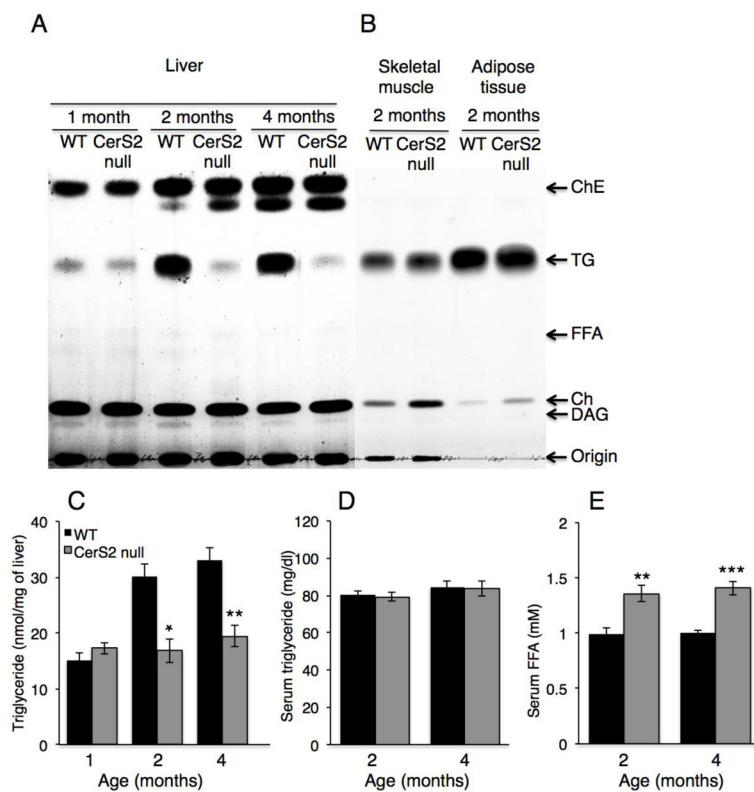 A
B
Liver
Skeletal muscle
Adipose tissue
1 month
2 months
4 months
2 months
2 months
WT
CerS2 null
WT
CerS2 null
WT
CerS2 null
WT
CerS2 null
WT
CerS2 null
ChE
TG
FFA
Ch
DAG
Origin
C
Triglyceride (nmol/mg of liver)
40
30
20
10
0
WT
CerS2 null
*
**
1
2
4
Age (months)
D
Serum triglyceride (mg/dl)
120
100
80
60
40
20
0
2
4
Age (months)
E
Serum FFA (mM)
2
1.5
1
0.5
0
**
***
2
4
Age (months)